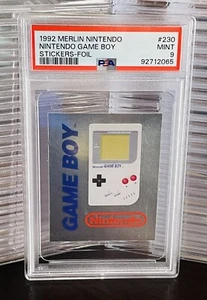 1992 MERLIN NINTENDO #230
NINTENDO GAME BOY MINT
STICKERS-FOIL 9
PSA 92712065
GAME BOY
Nintendo